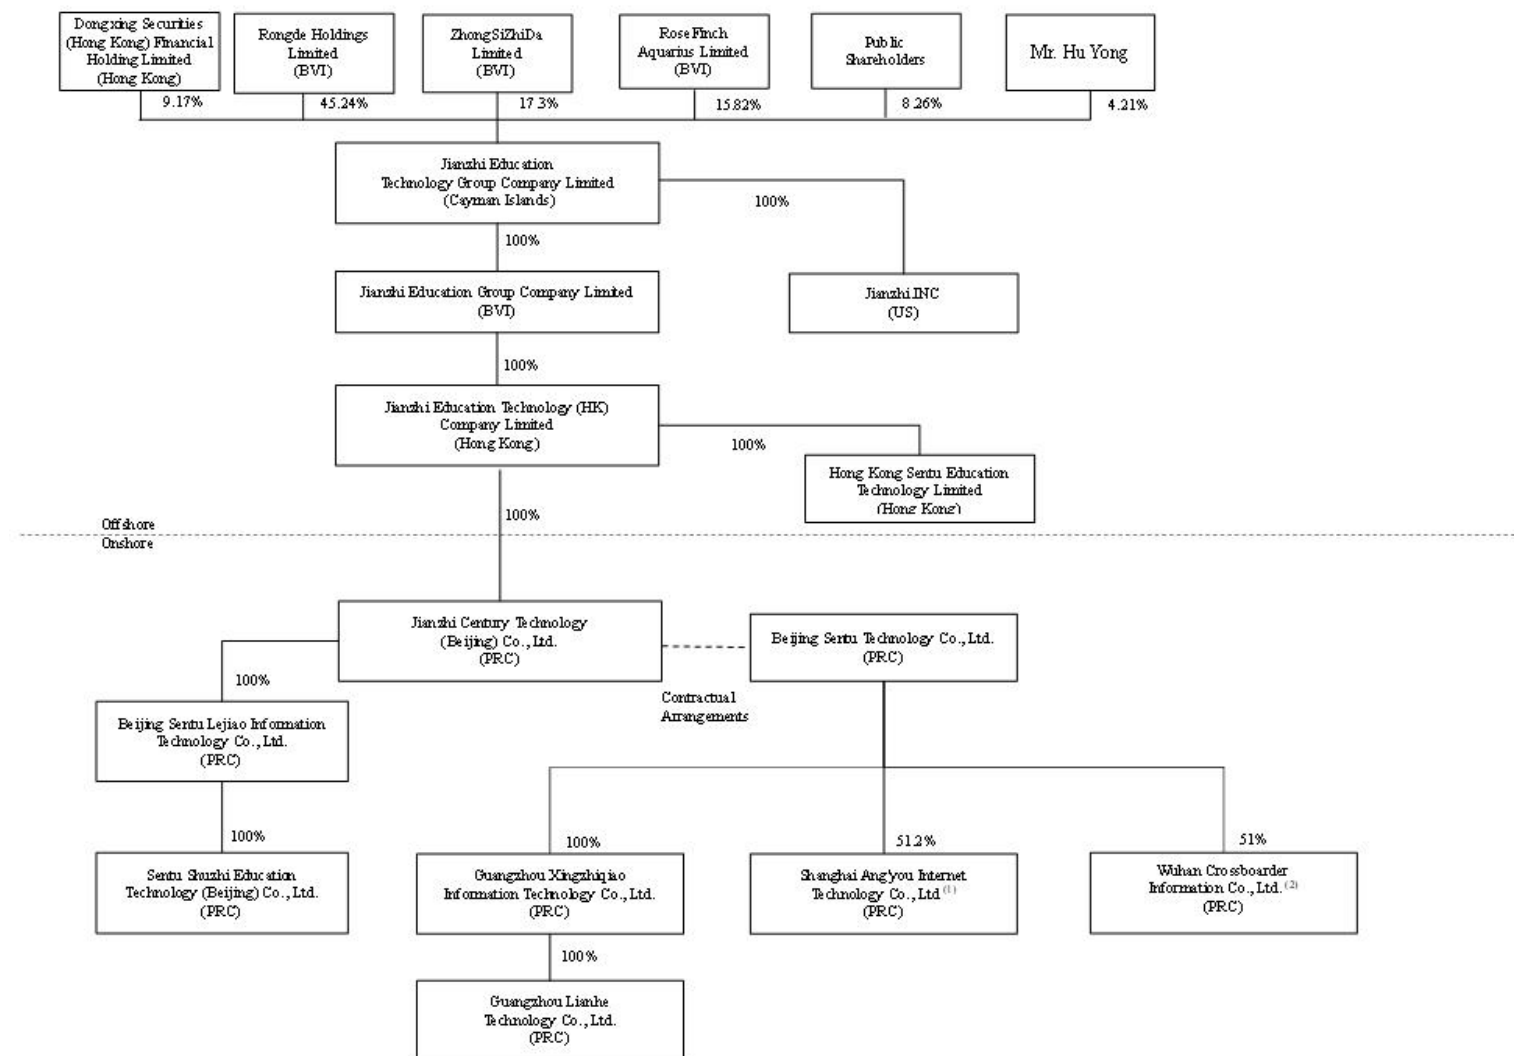 Dongxing Securities
(Hong Kong) Financial
Holding Limited
(Hong Kong)
Rongde Holdings
Limited
(BVI)
ZhongSiZhiDa
Limited
(BVI)
Rose Finch
Aquarius Limited
(BVI)
Public
Shareholders
Mr. Hu Yong
9.17%
45.24%
17.3%
15.82%
8.26%
4.21%
Jianzhi Education
Technology Group Company Limited
(Cayman Islands)
100%
100%
Jianzhi Education Group Company Limited
(BVI)
Jianzhi INC
(US)
100%
Jianzhi Education Technology (HK)
Company Limited
(Hong Kong)
100%
Hong Kong Sentu Education
Technology Limited
(Hong Kong)
100%
Offshore
Onshore
Jianzhi Century Technology
(Beijing) Co., Ltd.
(PRC)
Beijing Sentu Technology Co., Ltd.
(PRC)
100%
Contractual
Arrangements
Beijing Sentu Lejiao Information
Technology Co., Ltd.
(PRC)
100%
100%
51.2%
51%
Sentu Shuzhi Education
Technology (Beijing) Co., Ltd.
(PRC)
Guangzhou Xingzhiqiao
Information Technology Co., Ltd.
(PRC)
Shanghai Ang'you Internet
Technology Co., Ltd (1)
(PRC)
Wuhan Crossboarder
Information Co., Ltd. (2)
(PRC)
100%
Guangzhou Lianhe
Technology Co., Ltd.
(PRC)